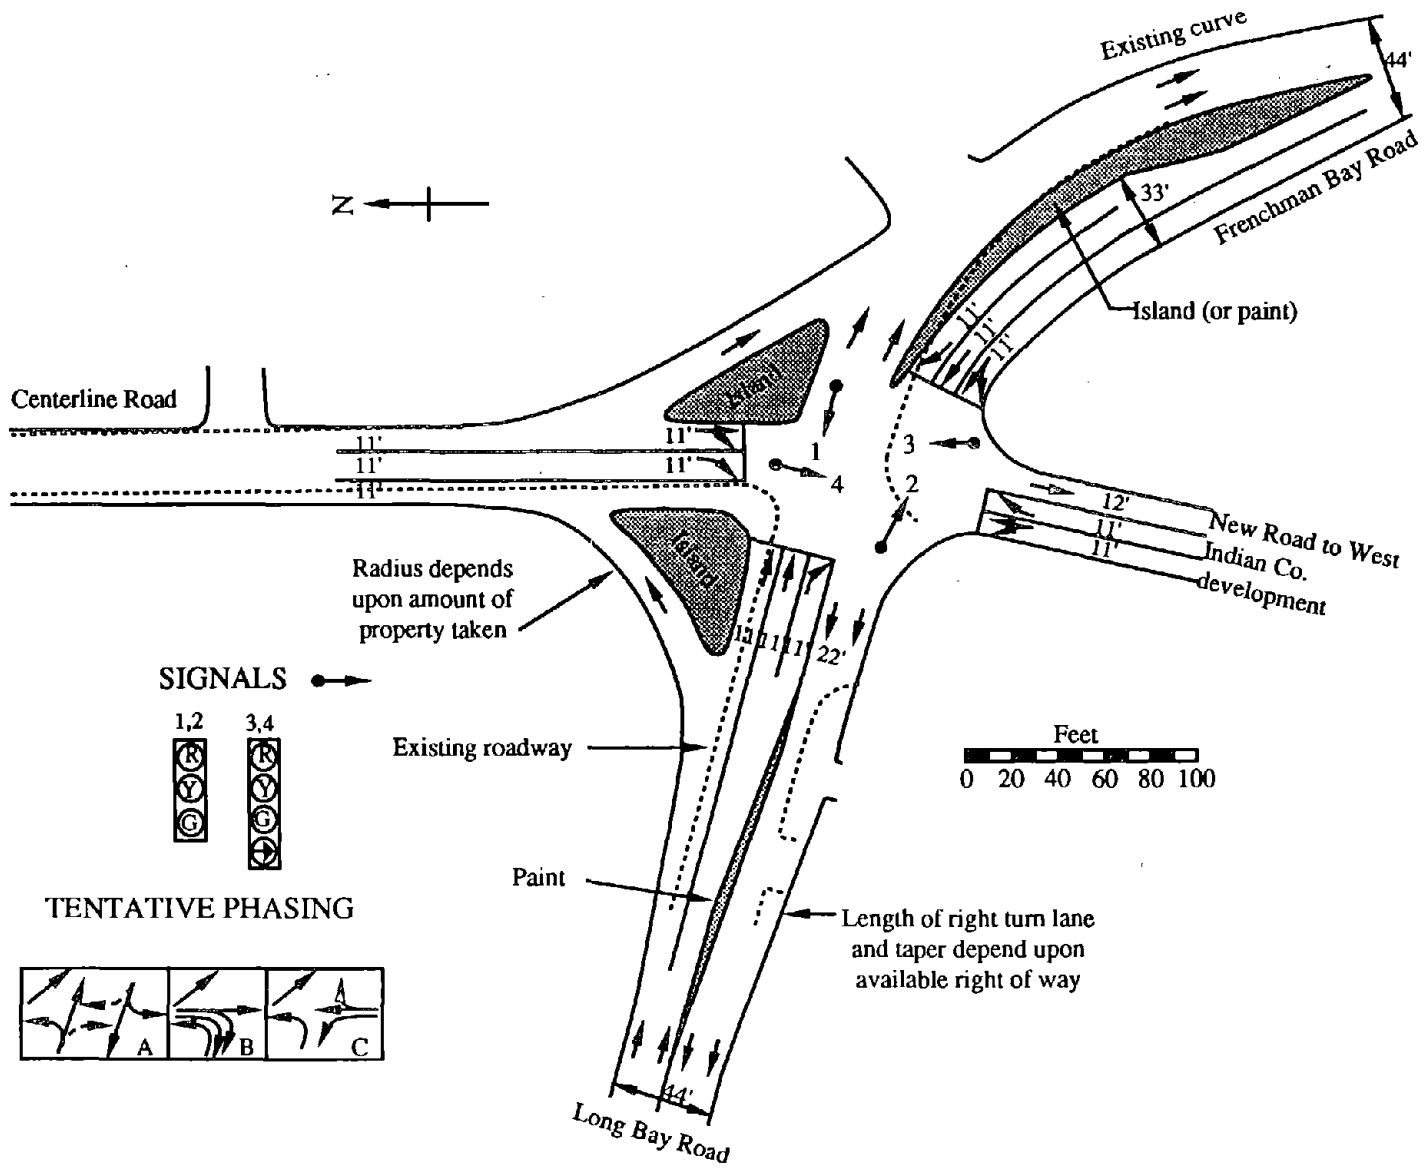 Existing curve
44'
Frenchman Bay Road
33'
N
Island (or paint)
11'
11'
11'
Centerline Road
11'
11'
11'
11'
11'
Island
1
4
3
2
12'
11'
11'
New Road to West
Indian Co.
development
Island
Radius depends
upon amount of
property taken
11'
11'
11'
22'
SIGNALS
1,2
3,4
R
Y
G
R
Y
G
Existing roadway
Feet
0 20 40 60 80 100
Paint
TENTATIVE PHASING
Length of right turn lane
and taper depend upon
available right of way
A
B
C
44'
Long Bay Road